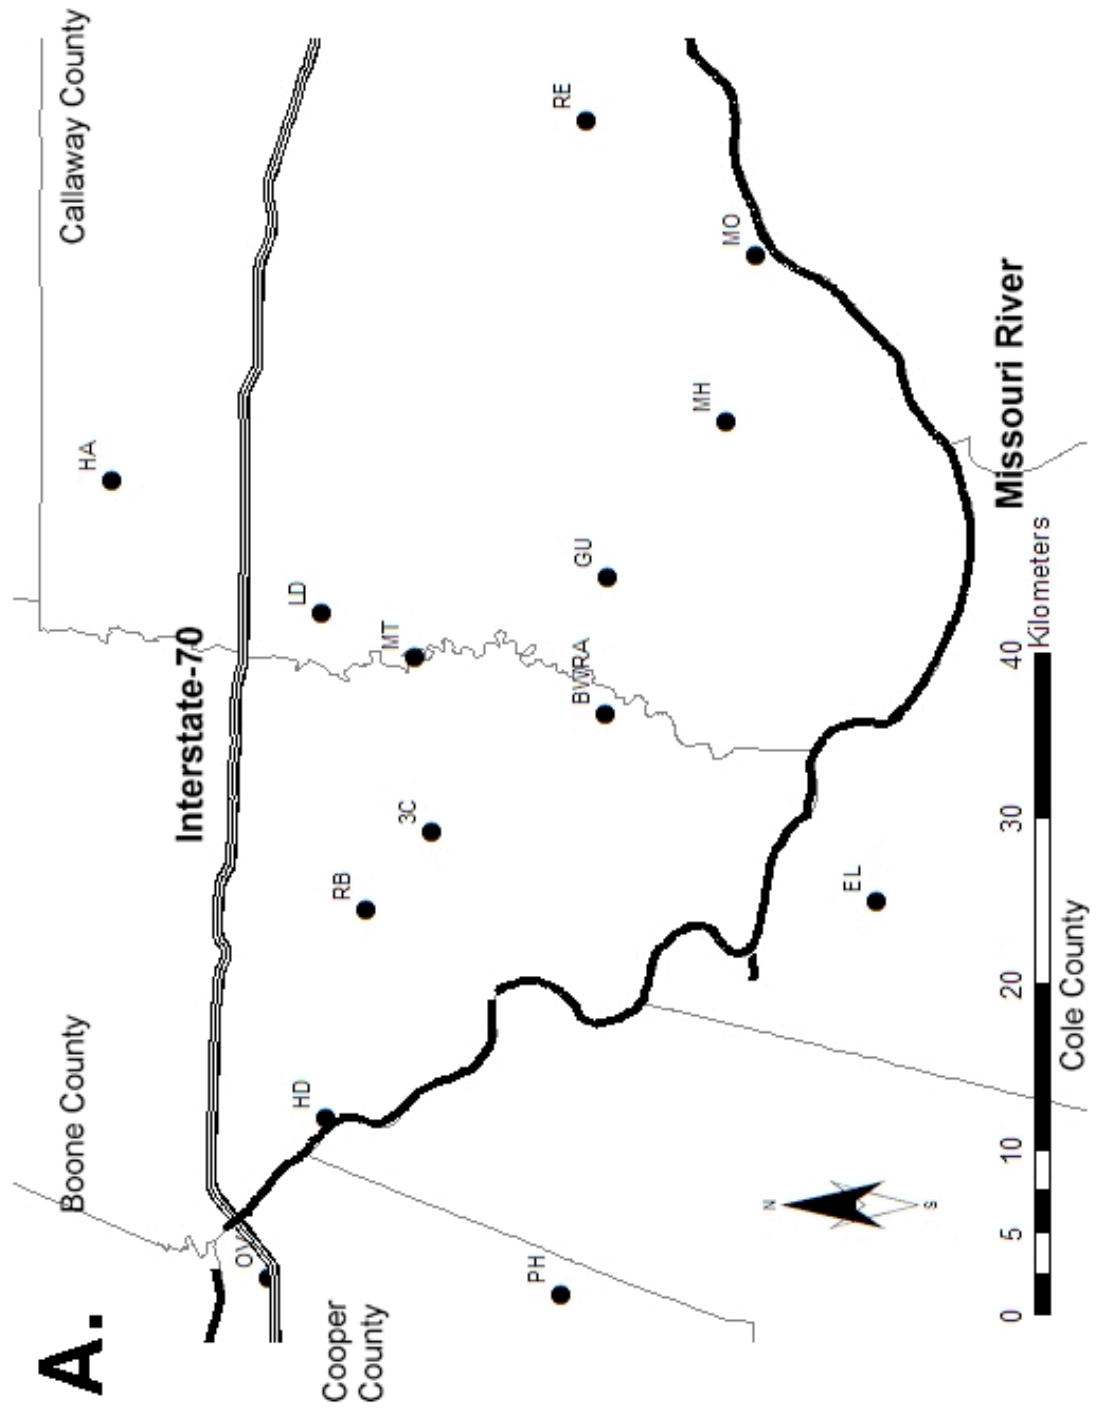 A.
Boone County
Callaway County
Interstate-70
HA
OV
HD
LD
RB
MT
3C
PH
BWRA
GU
RE
MH
MO
EL
N
S
Cooper
County
Missouri River
0 5 10 20 30 40
Kilometers
Cole County